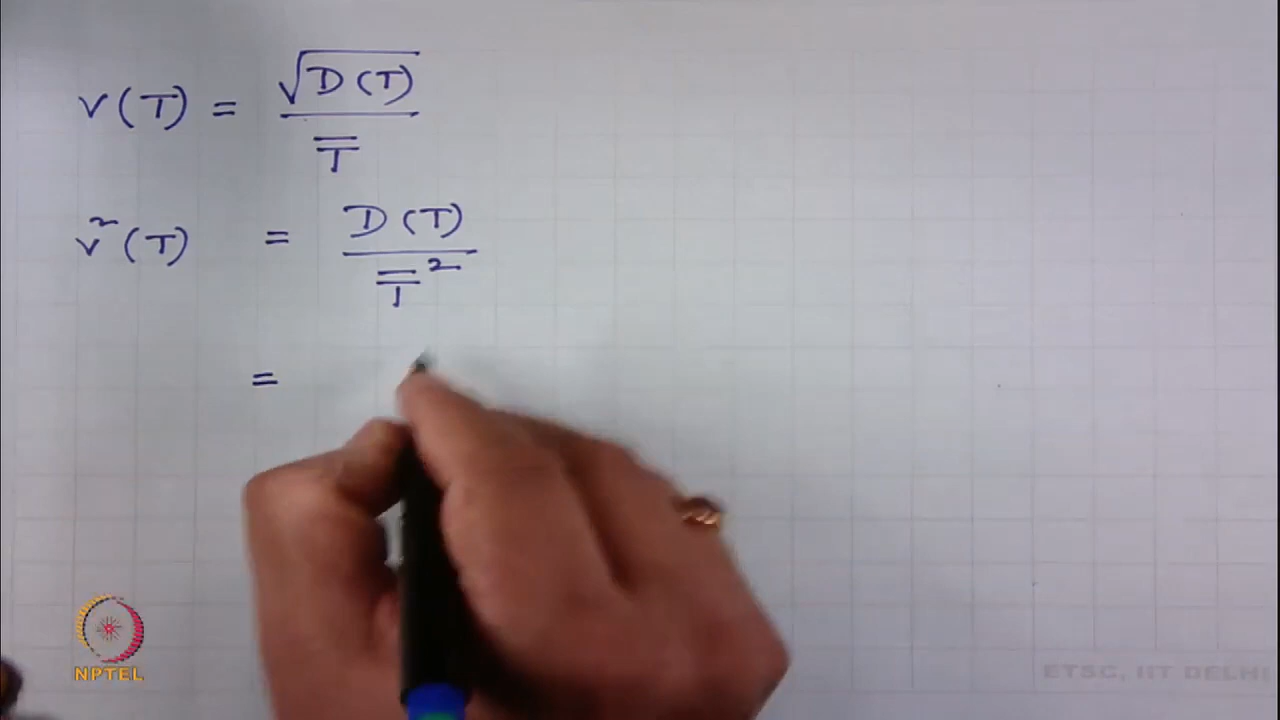 v(T) = √D(T) / T̿
v²(T) = D(T) / T̿²
=
NPTEL
ETSC, IIT DELHI